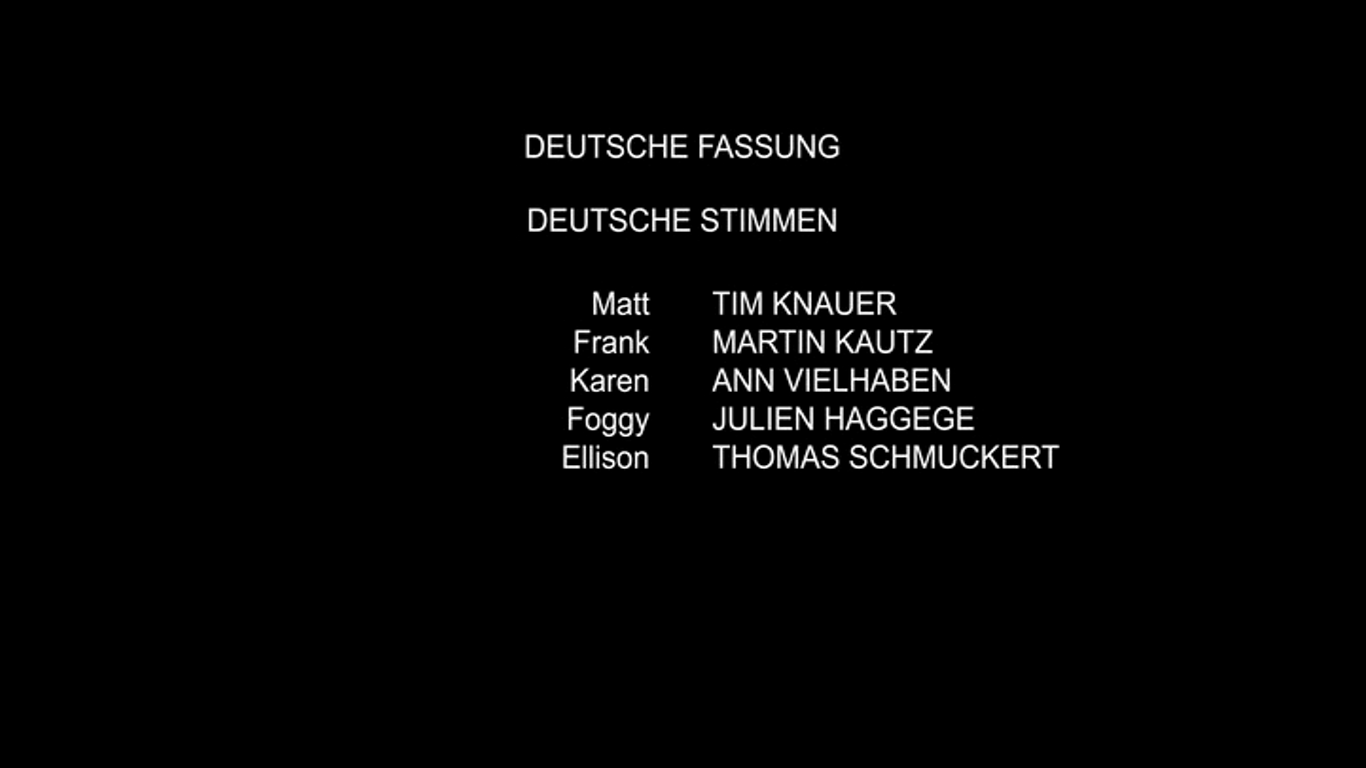 DEUTSCHE FASSUNG
DEUTSCHE STIMMEN
Matt TIM KNAUER
Frank MARTIN KAUTZ
Karen ANN VIELHABEN
Foggy JULIEN HAGGEGE
Ellison THOMAS SCHMUCKERT